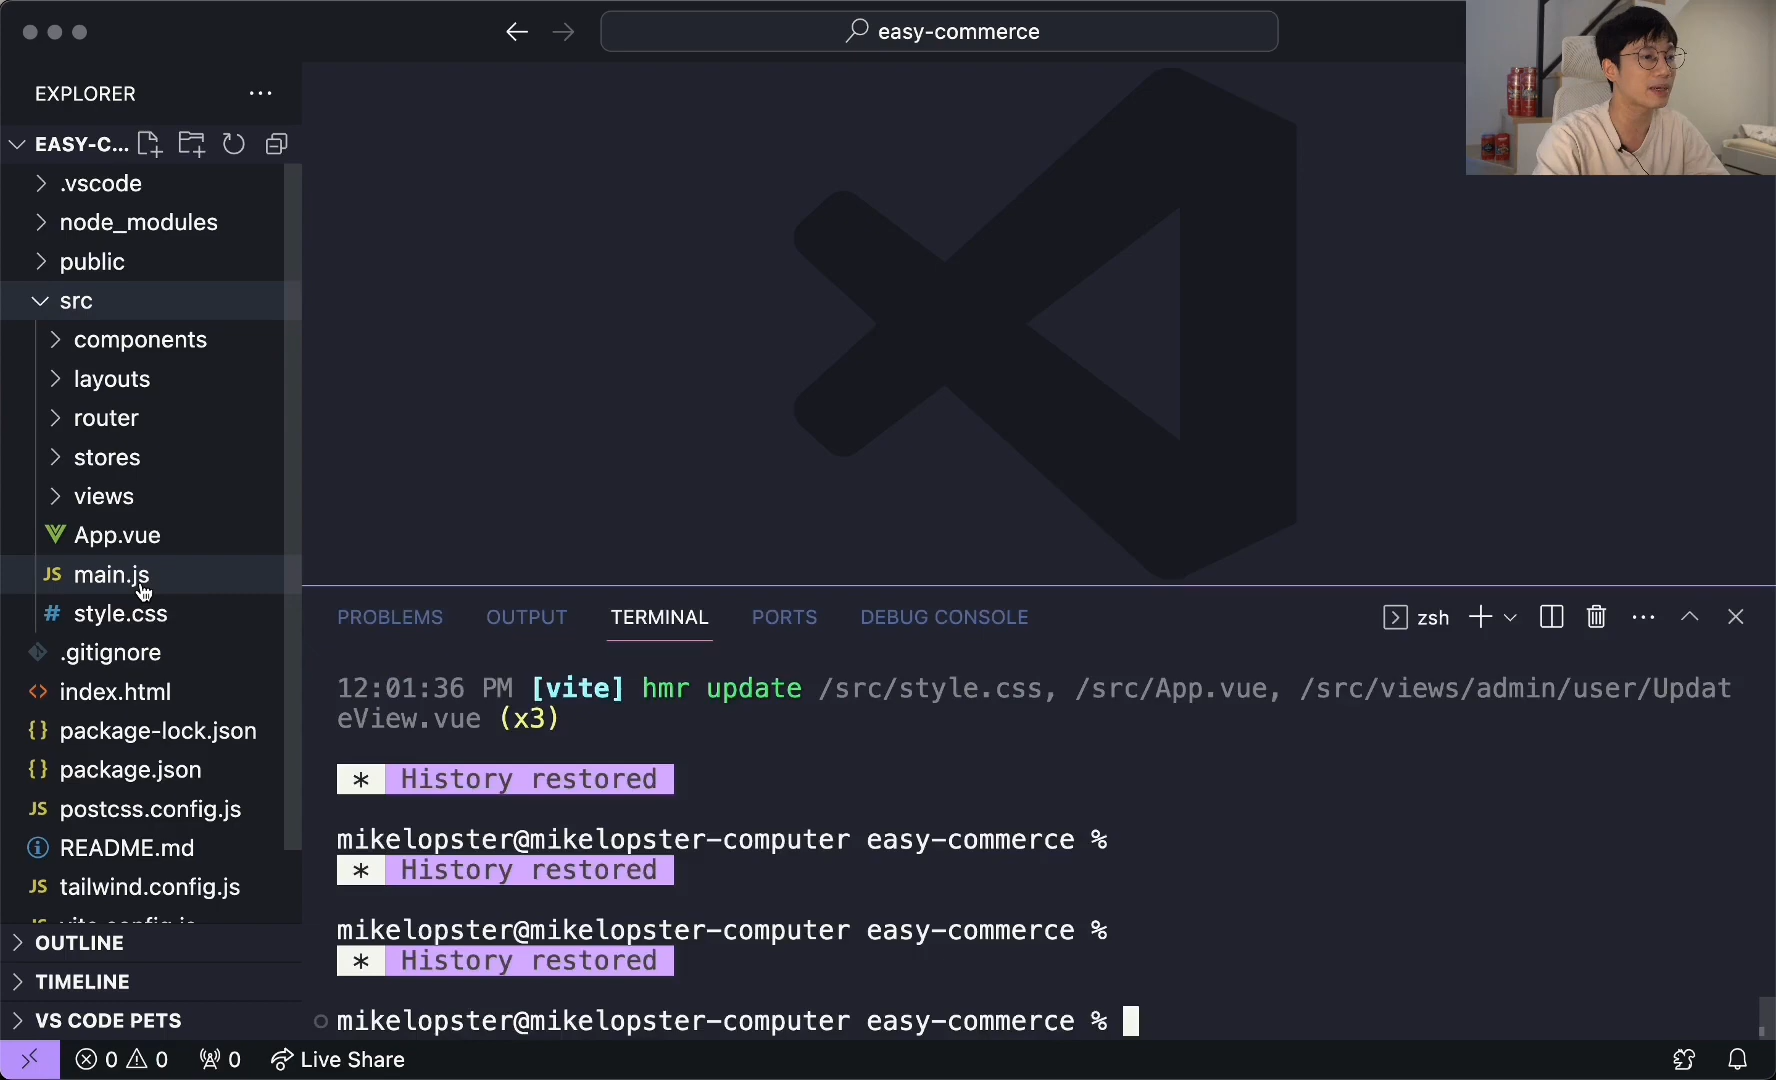 easy-commerce
EXPLORER
EASY-C...
.vscode
node_modules
public
src
components
layouts
router
stores
views
App.vue
JS main.js
# style.css
.gitignore
index.html
package-lock.json
package.json
JS postcss.config.js
README.md
JS tailwind.config.js
OUTLINE
TIMELINE
VS CODE PETS
PROBLEMS OUTPUT TERMINAL PORTS DEBUG CONSOLE zsh
12:01:36 PM [vite] hmr update /src/style.css, /src/App.vue, /src/views/admin/user/Updat
eView.vue (x3)
* History restored
mikelopster@mikelopster-computer easy-commerce %
* History restored
mikelopster@mikelopster-computer easy-commerce %
* History restored
mikelopster@mikelopster-computer easy-commerce %
0 0 0 Live Share